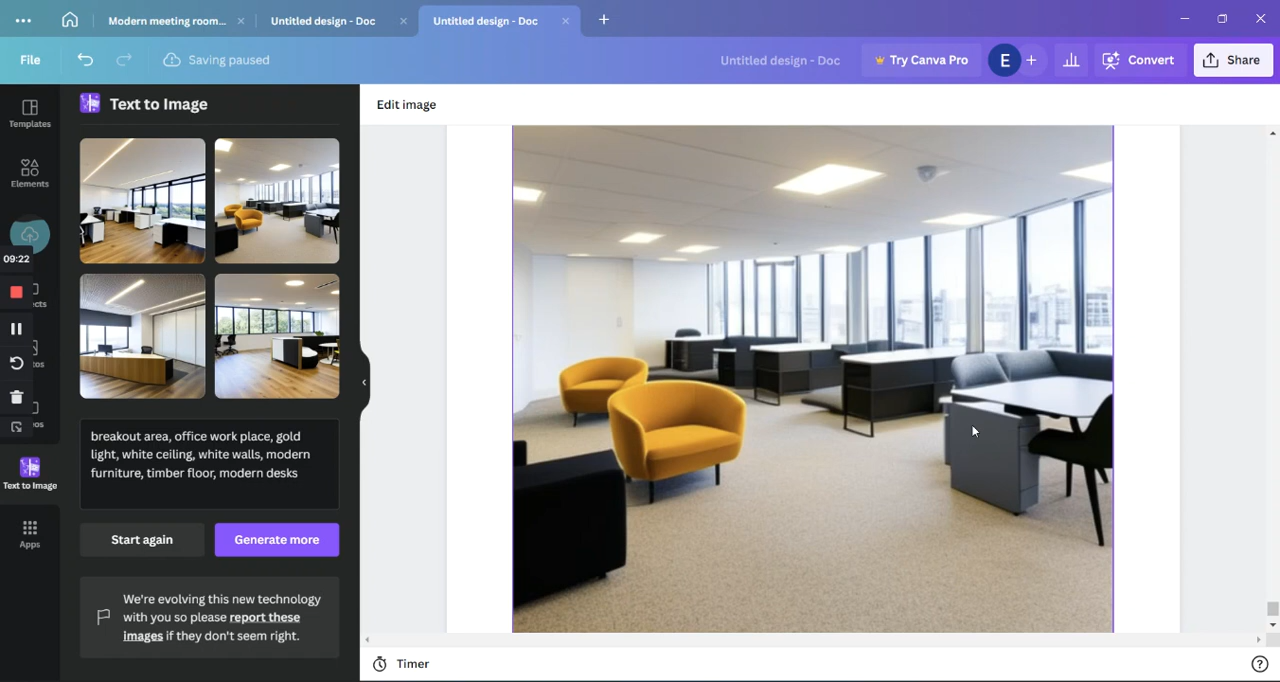 Modern meeting room...
Untitled design - Doc
Untitled design - Doc
File
Saving paused
Untitled design - Doc
Try Canva Pro
E
Convert
Share
Templates
Elements
09:22
Text to Image
Apps
Text to Image
breakout area, office work place, gold
light, white ceiling, white walls, modern
furniture, timber floor, modern desks
Start again
Generate more
We're evolving this new technology
with you so please report these
images if they don't seem right.
Edit image
Timer